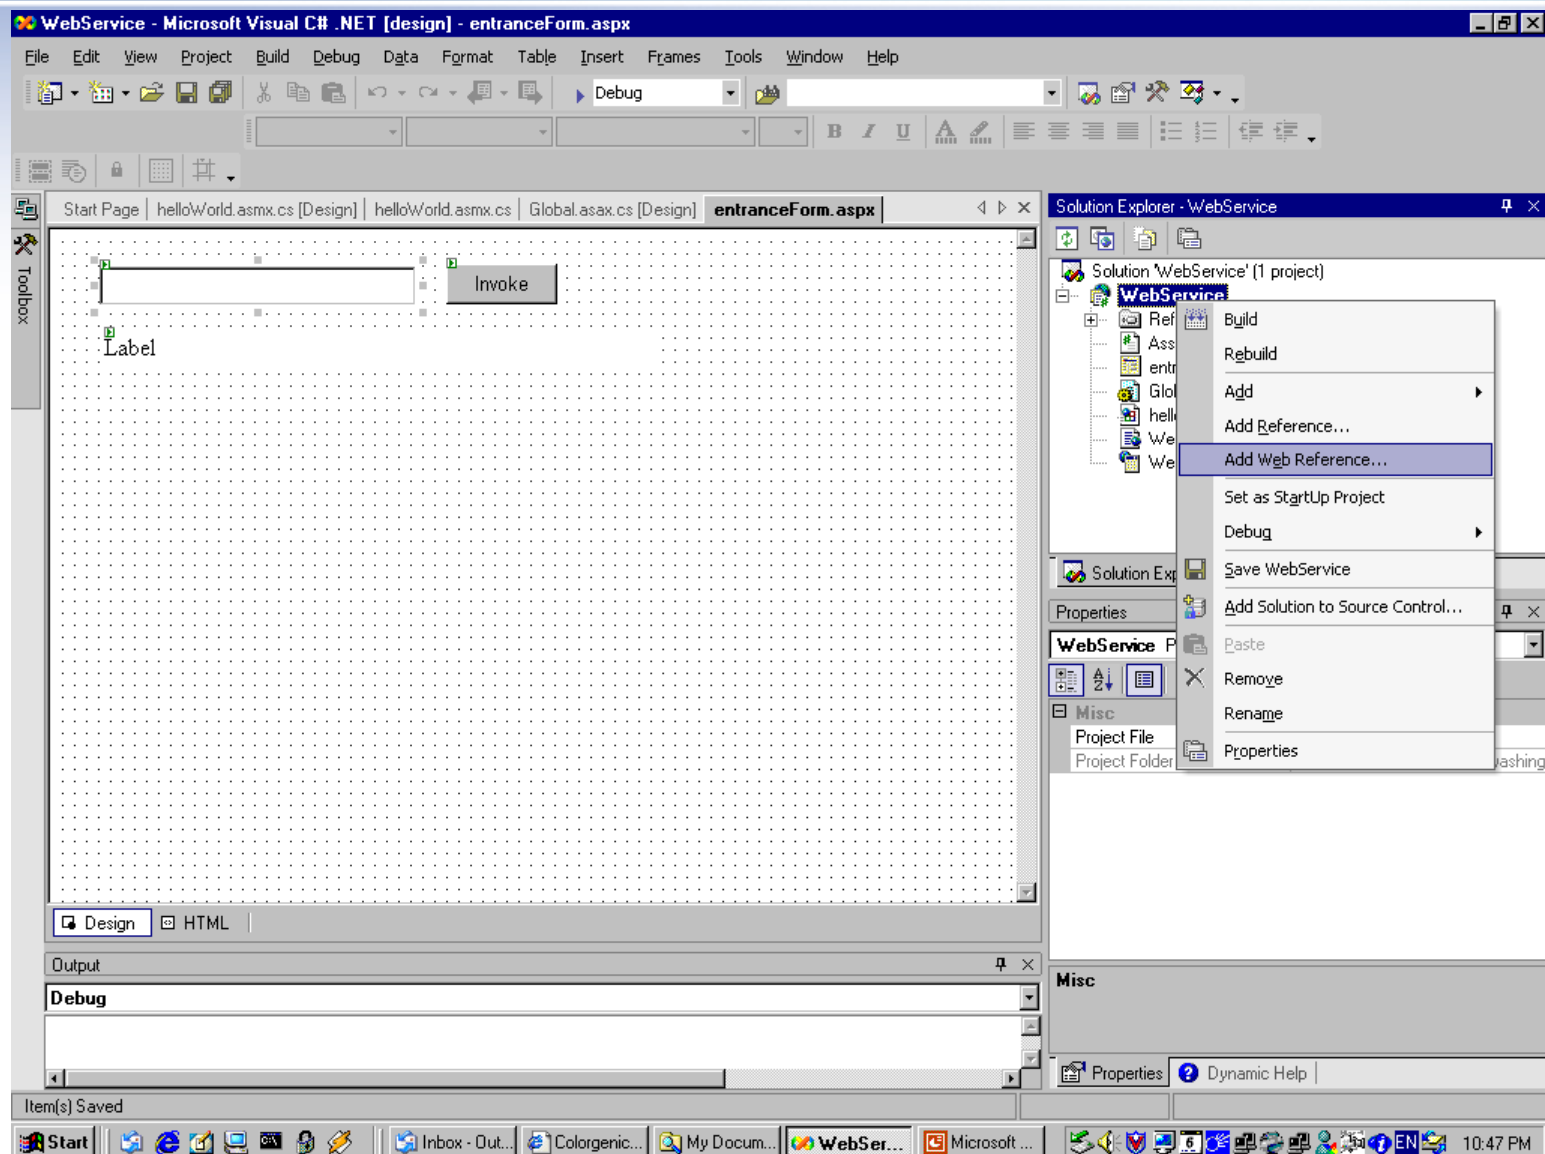 WebService - Microsoft Visual C# .NET [design] - entranceForm.aspx
File Edit View Project Build Debug Data Format Table Insert Frames Tools Window Help
Debug
B I U
Start Page helloWorld.asmx.cs [Design] helloWorld.asmx.cs Global.asax.cs [Design] entranceForm.aspx
Toolbox
Invoke
Label
Design HTML
Output
Debug
Solution Explorer - WebService
Solution 'WebService' (1 project)
WebService
Ref
Ass
entr
Glol
hell
We
We
Build
Rebuild
Add
Add Reference...
Add Web Reference...
Set as StartUp Project
Debug
Save WebService
Add Solution to Source Control...
Paste
Remove
Rename
Properties
Solution Exp
Properties
WebService P
Misc
Project File
Project Folder
washing
Misc
Properties Dynamic Help
Item(s) Saved
Start Inbox - Out... Colorgenic... My Docum... WebSer... Microsoft ... 6 EN 10:47 PM